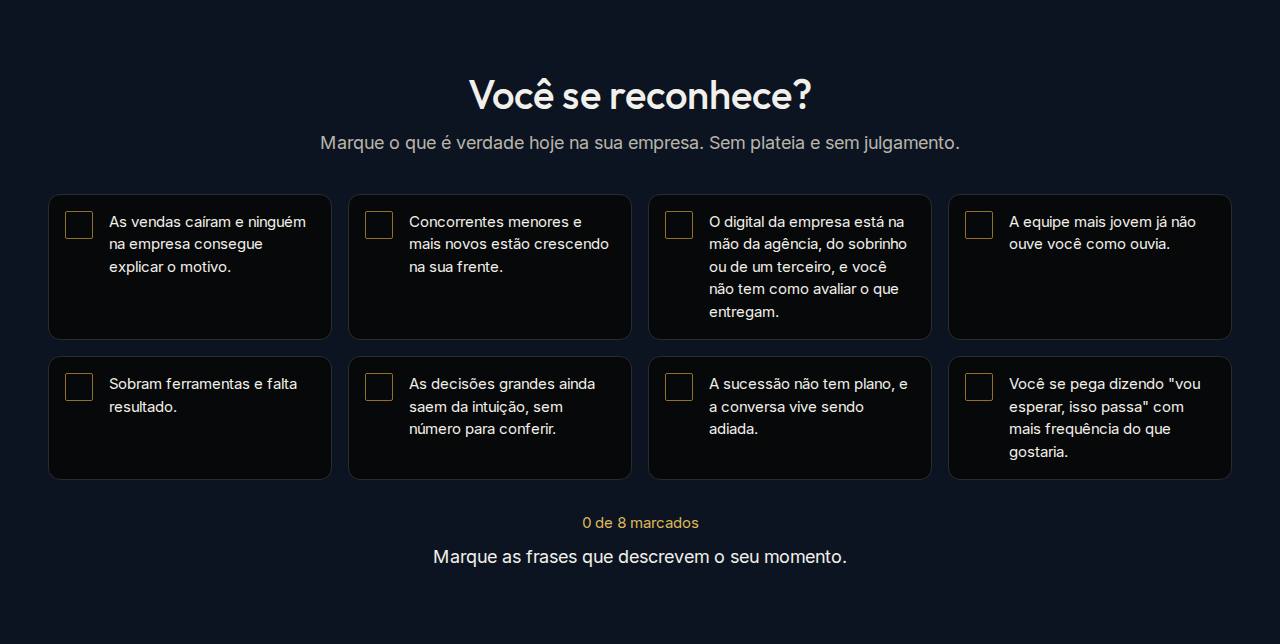 Você se reconhece?
Marque o que é verdade hoje na sua empresa. Sem plateia e sem julgamento.
As vendas caíram e ninguém
na empresa consegue
explicar o motivo.
Concorrentes menores e
mais novos estão crescendo
na sua frente.
O digital da empresa está na
mão da agência, do sobrinho
ou de um terceiro, e você
não tem como avaliar o que
entregam.
A equipe mais jovem já não
ouve você como ouvia.
Sobram ferramentas e falta
resultado.
As decisões grandes ainda
saem da intuição, sem
número para conferir.
A sucessão não tem plano, e
a conversa vive sendo
adiada.
Você se pega dizendo "vou
esperar, isso passa" com
mais frequência do que
gostaria.
0 de 8 marcados
Marque as frases que descrevem o seu momento.